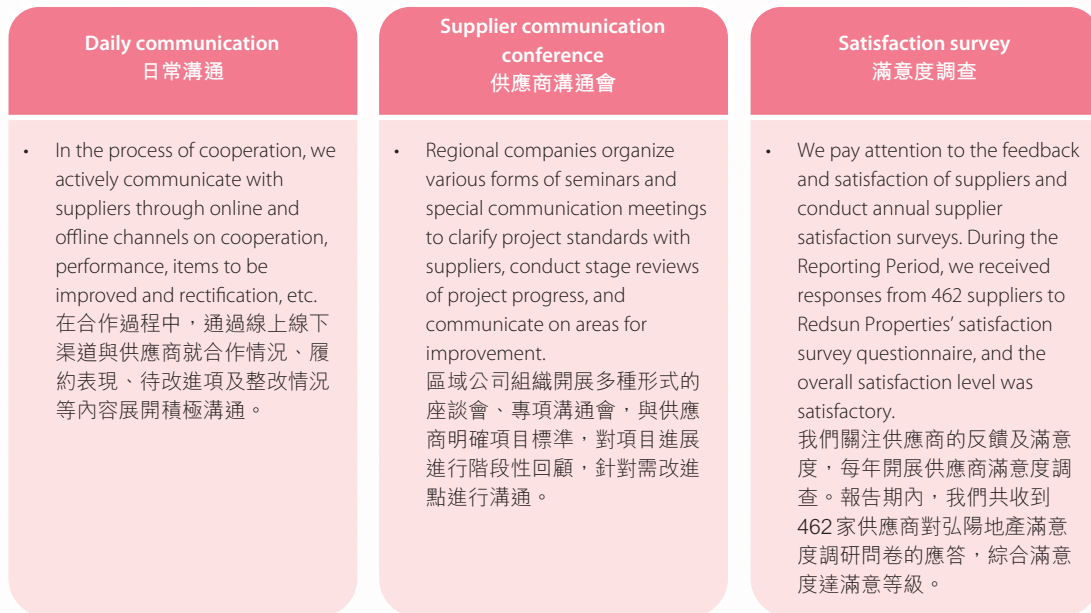 Daily communication
日常溝通
• In the process of cooperation, we
actively communicate with
suppliers through online and
offline channels on cooperation,
performance, items to be
improved and rectification, etc.
在合作過程中，通過線上線下
渠道與供應商就合作情況、履
約表現、待改進項及整改情況
等內容展開積極溝通。
Supplier communication
conference
供應商溝通會
• Regional companies organize
various forms of seminars and
special communication meetings
to clarify project standards with
suppliers, conduct stage reviews
of project progress, and
communicate on areas for
improvement.
區域公司組織開展多種形式的
座談會、專項溝通會，與供應
商明確項目標準，對項目進展
進行階段性回顧，針對需改進
點進行溝通。
Satisfaction survey
滿意度調查
• We pay attention to the feedback
and satisfaction of suppliers and
conduct annual supplier
satisfaction surveys. During the
Reporting Period, we received
responses from 462 suppliers to
Redsun Properties’ satisfaction
survey questionnaire, and the
overall satisfaction level was
satisfactory.
我們關注供應商的反饋及滿意
度，每年開展供應商滿意度調
查。報告期內，我們共收到
462家供應商對弘陽地產滿意
度調研問卷的應答，綜合滿意
度達滿意等級。